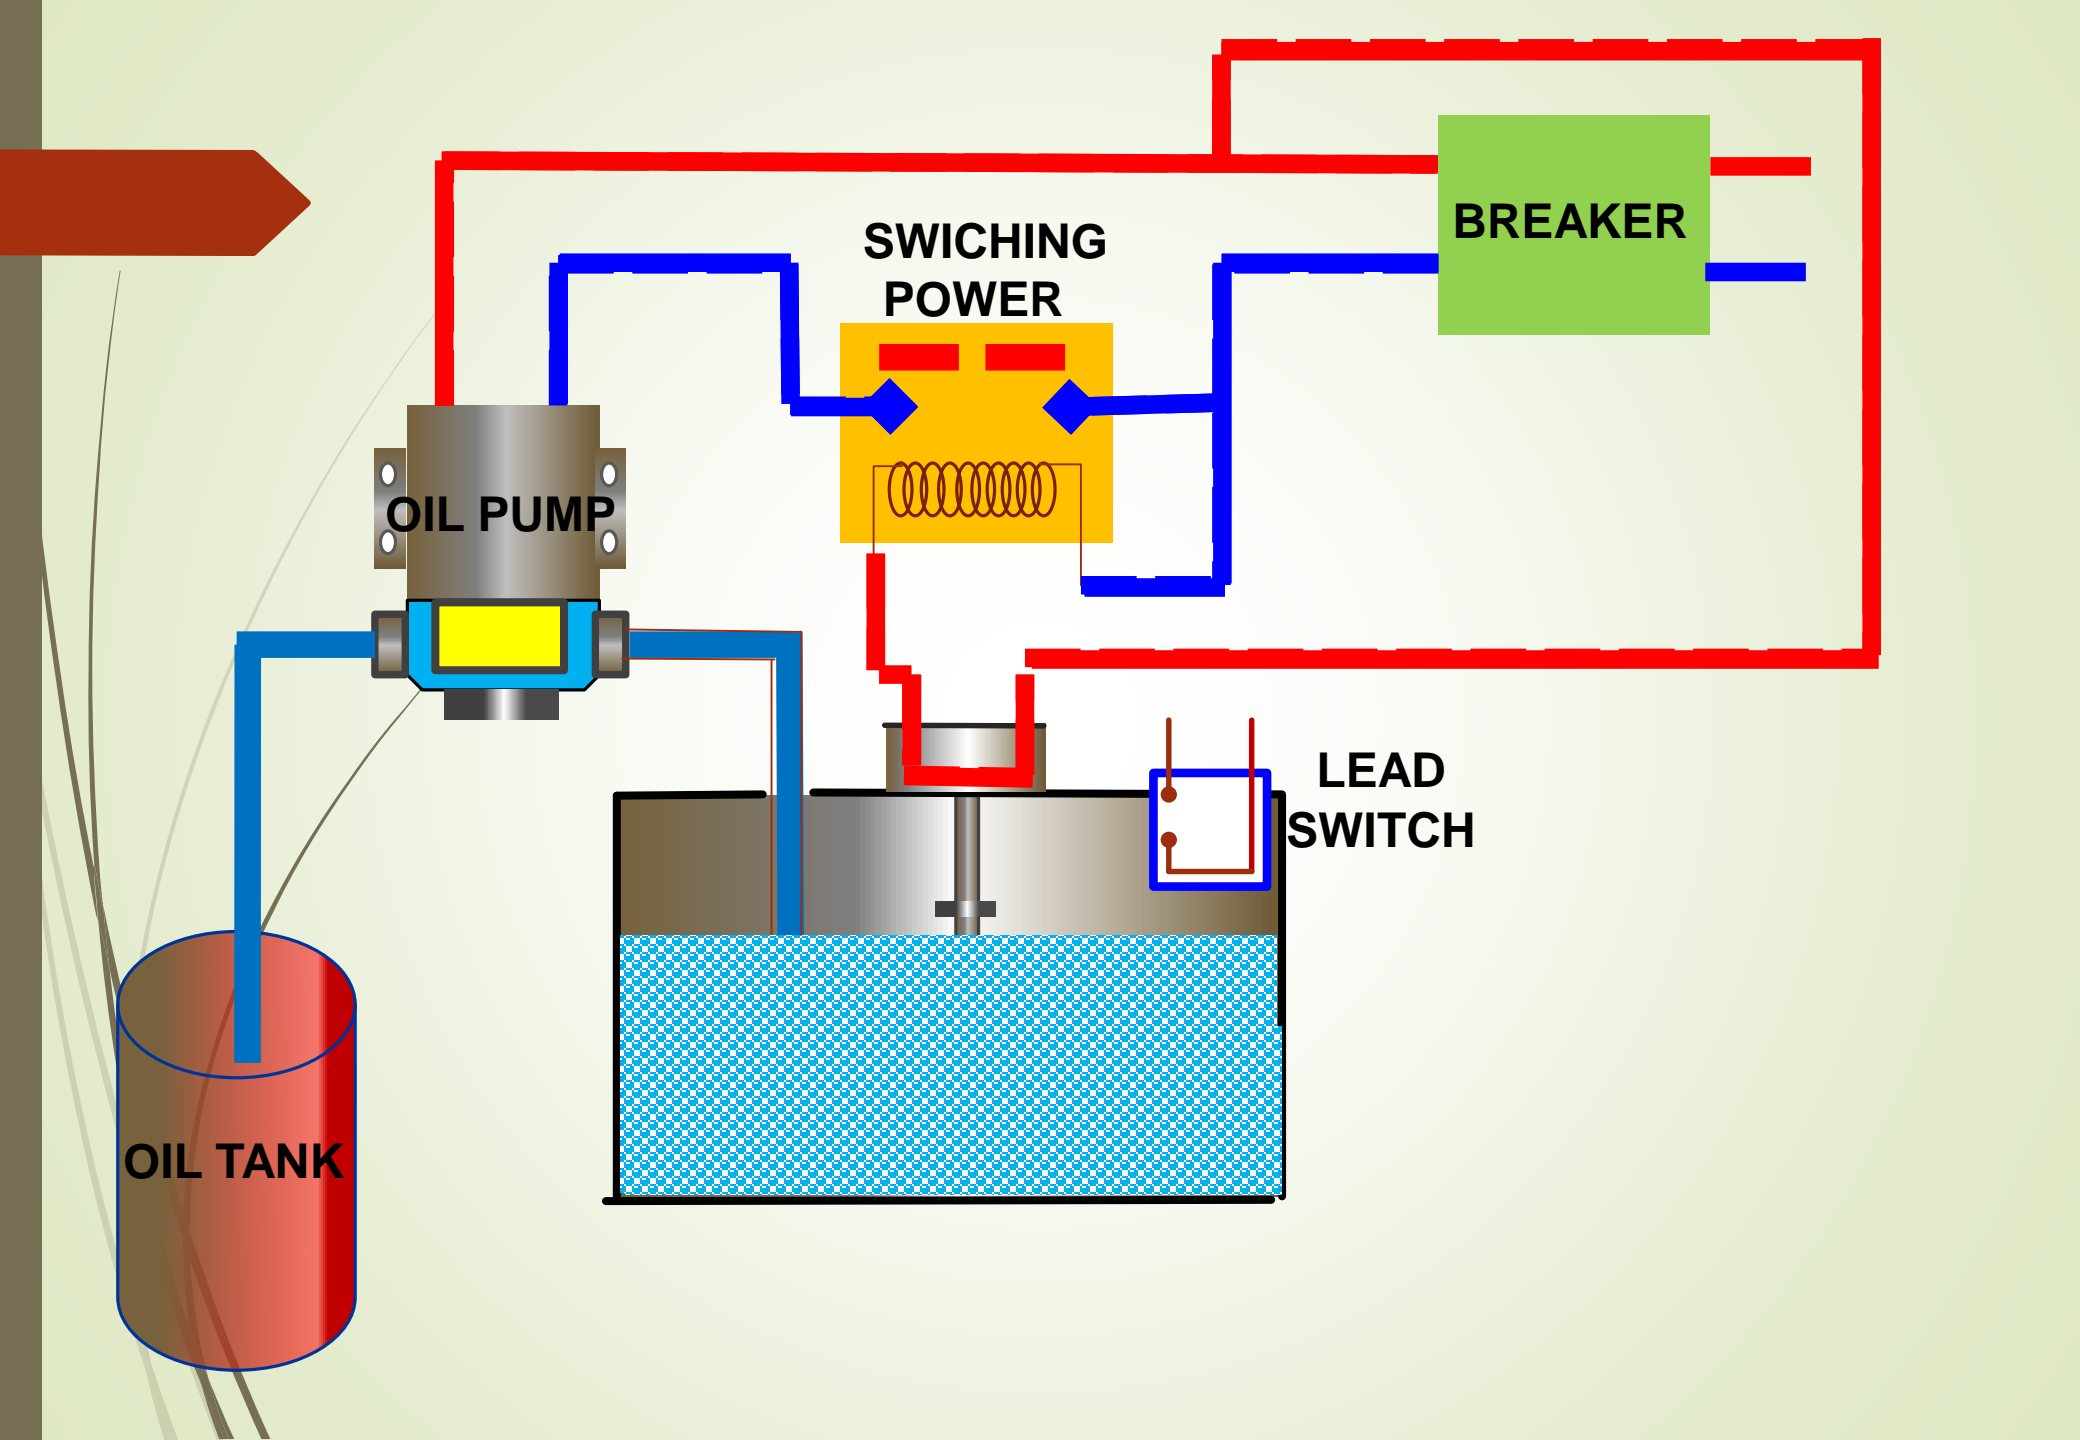 BREAKER
SWICHING
POWER
OIL PUMP
LEAD
SWITCH
OIL TANK